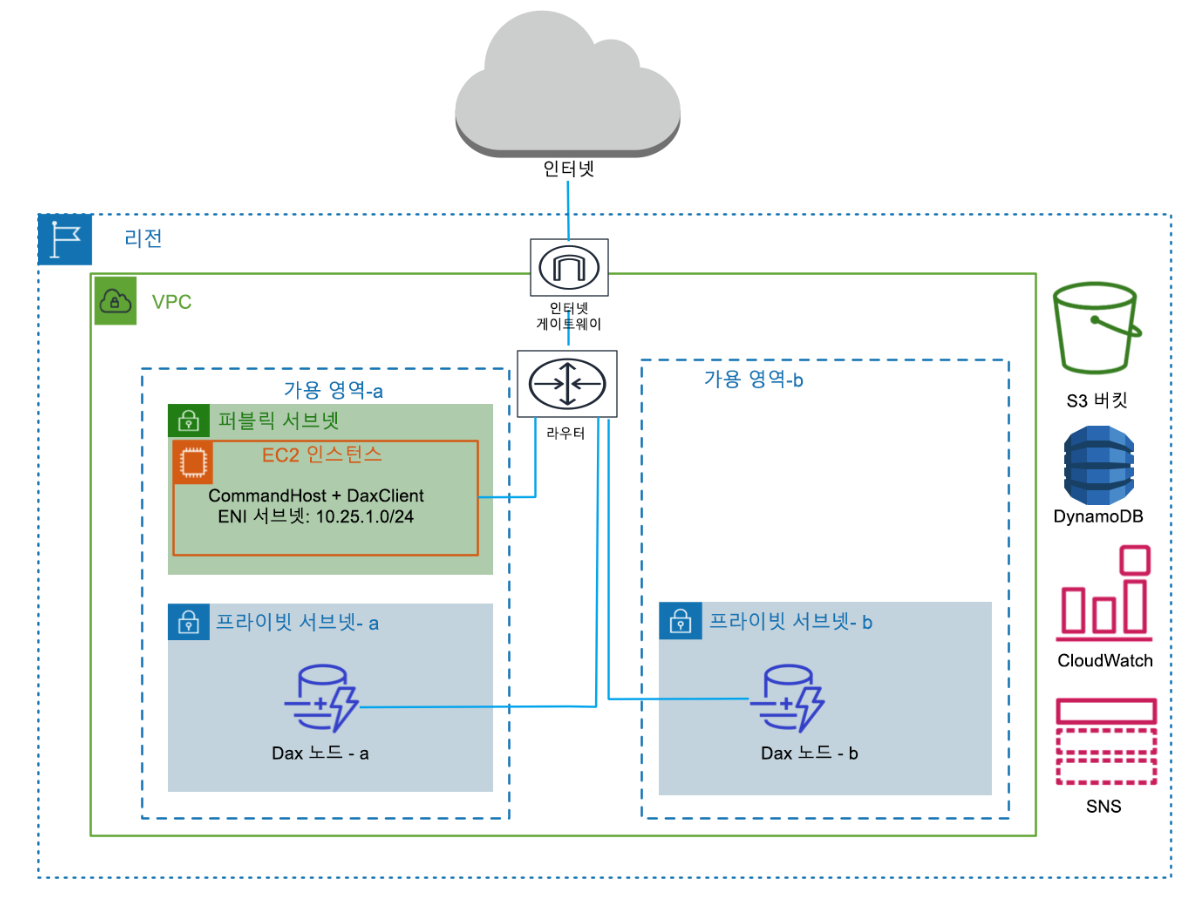 인터넷
리전
VPC
인터넷
게이트웨이
라우터
가용 영역-a
퍼블릭 서브넷
EC2 인스턴스
CommandHost + DaxClient
ENI 서브넷: 10.25.1.0/24
프라이빗 서브넷- a
Dax 노드 - a
가용 영역-b
프라이빗 서브넷- b
Dax 노드 - b
S3 버킷
DynamoDB
CloudWatch
SNS